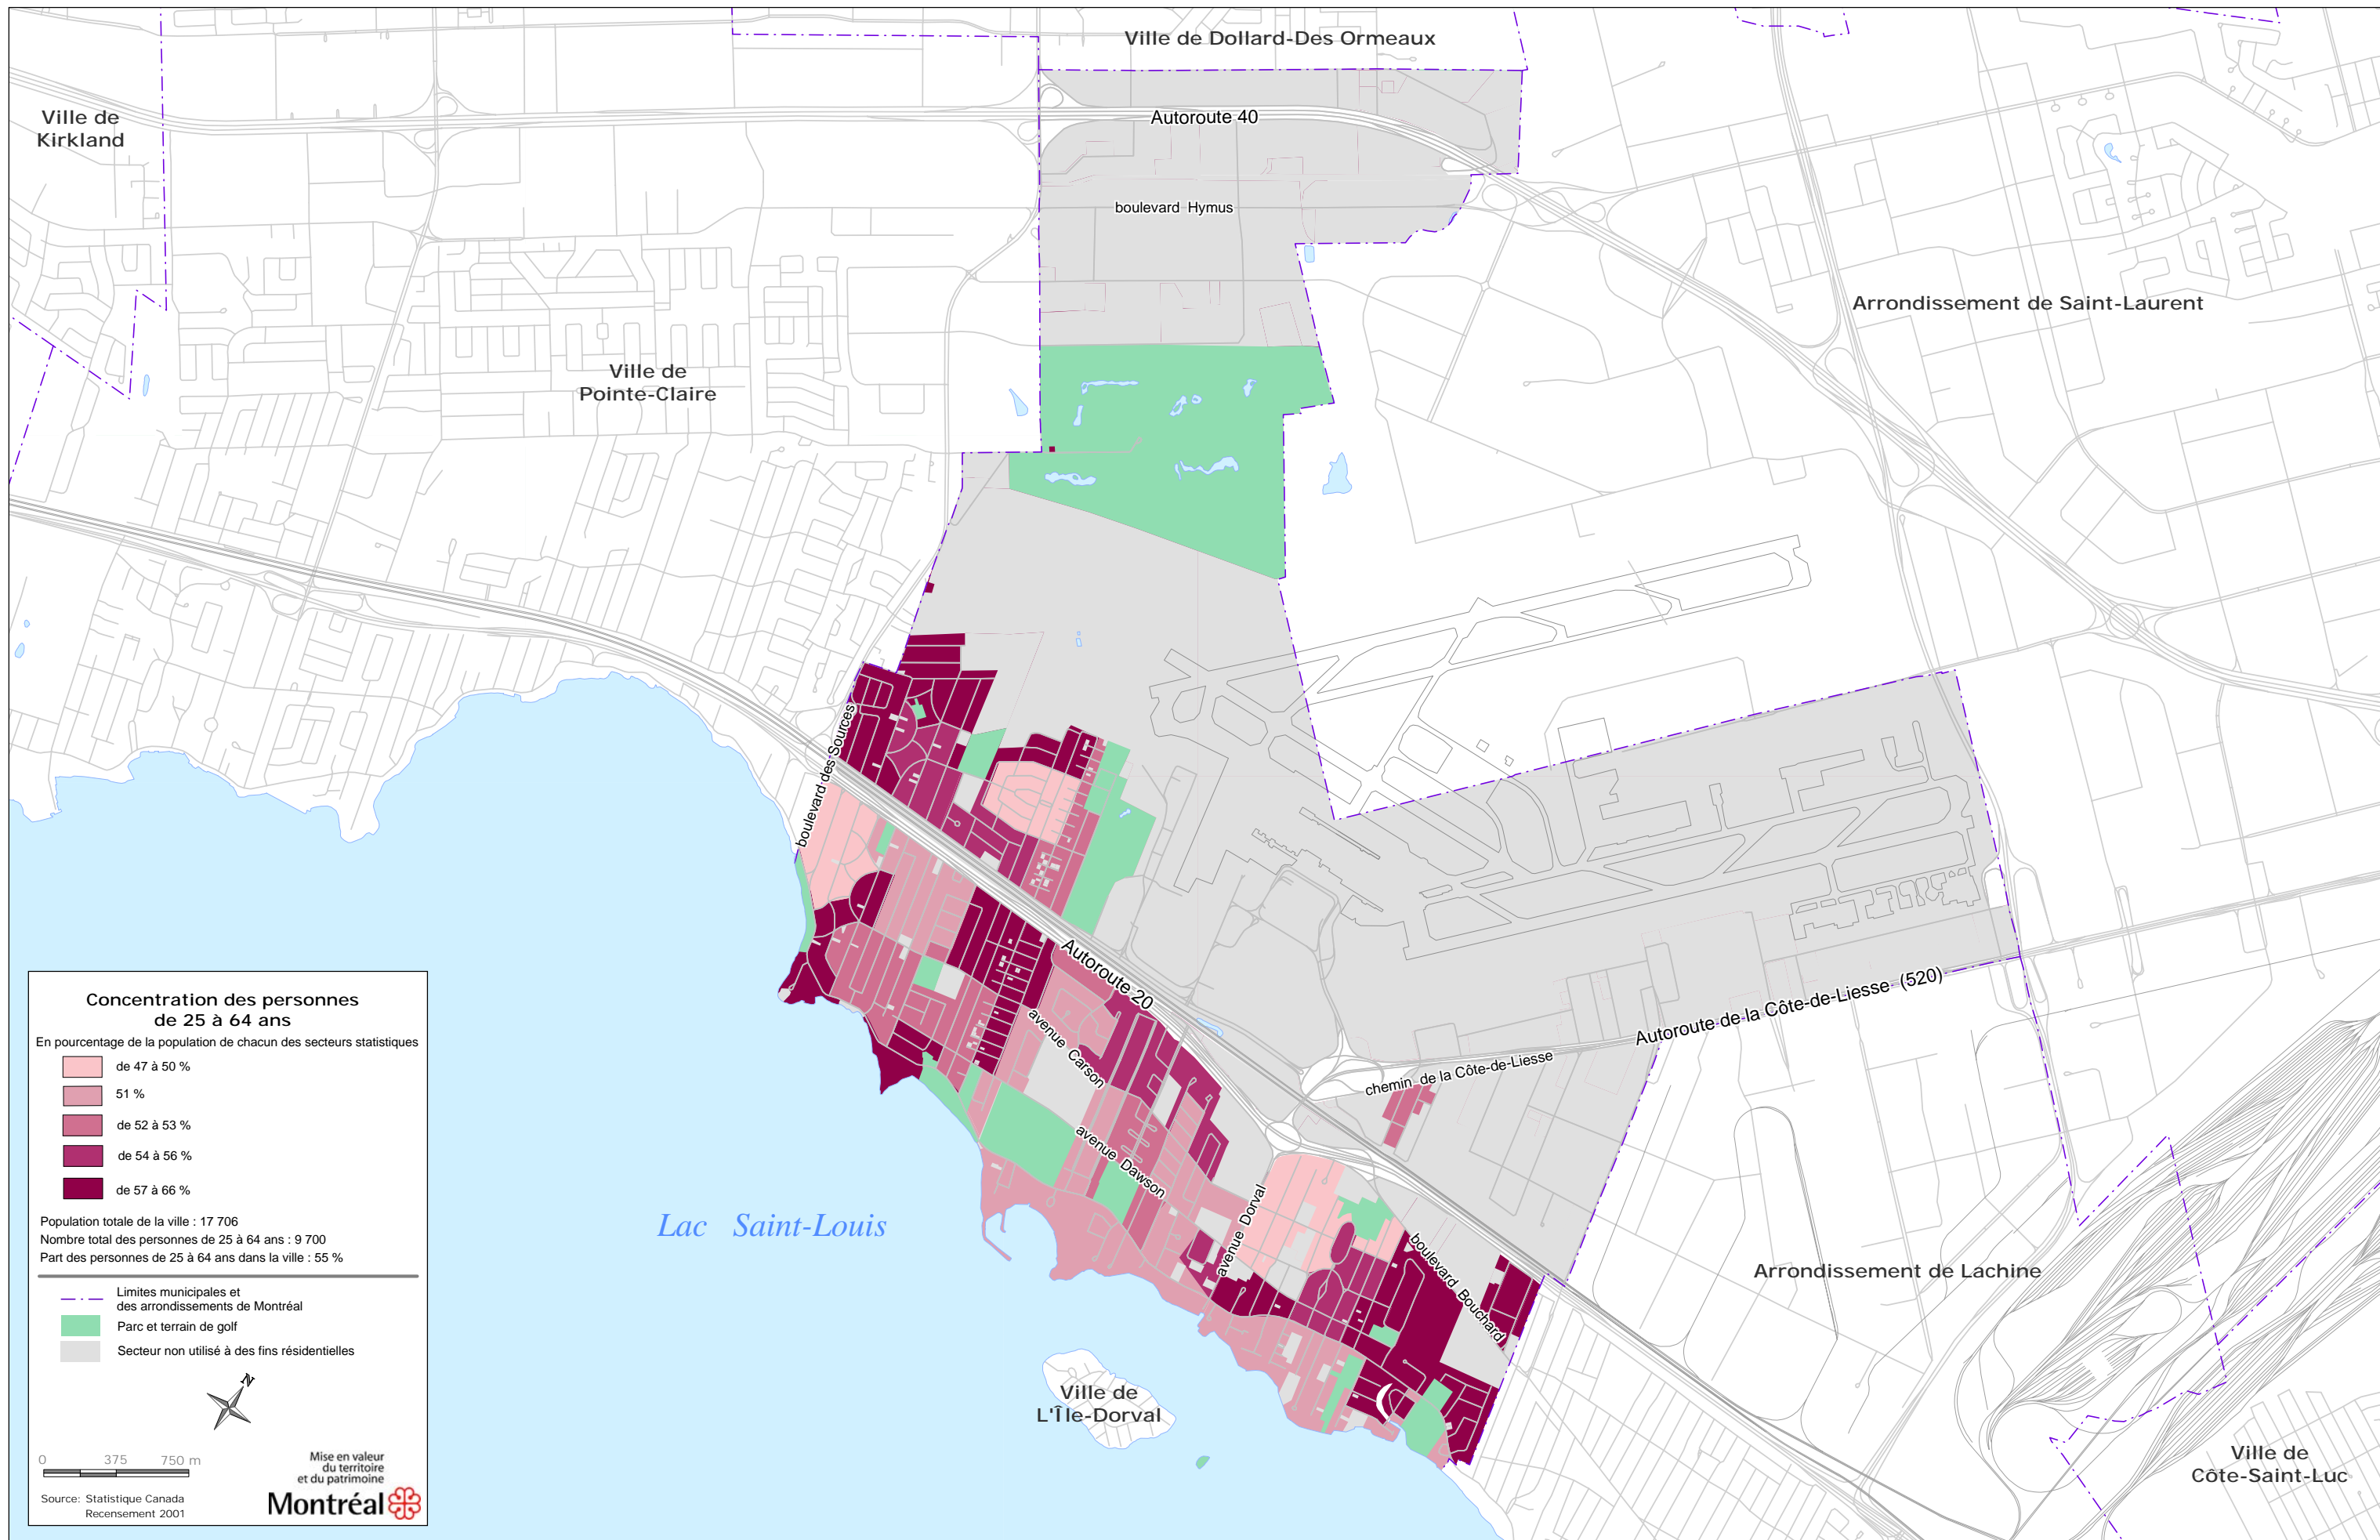 Ville de Dollard-Des Ormeaux
Ville de
Kirkland
Autoroute 40
boulevard Hymus
Arrondissement de Saint-Laurent
Ville de
Pointe-Claire
boulevard des Sources
Autoroute 20
avenue Carson
avenue Dawson
avenue Dorval
boulevard Bouchard
chemin de la Côte-de-Liesse
Autoroute de la Côte-de-Liesse (520)
Lac Saint-Louis
Arrondissement de Lachine
Ville de
L'Île-Dorval
Ville de
Côte-Saint-Luc
Concentration des personnes
de 25 à 64 ans
En pourcentage de la population de chacun des secteurs statistiques
de 47 à 50 %
51 %
de 52 à 53 %
de 54 à 56 %
de 57 à 66 %
Population totale de la ville : 17 706
Nombre total des personnes de 25 à 64 ans : 9 700
Part des personnes de 25 à 64 ans dans la ville : 55 %
Limites municipales et
des arrondissements de Montréal
Parc et terrain de golf
Secteur non utilisé à des fins résidentielles
N
0 375 750 m
Source: Statistique Canada
Recensement 2001
Mise en valeur
du territoire
et du patrimoine
Montréal